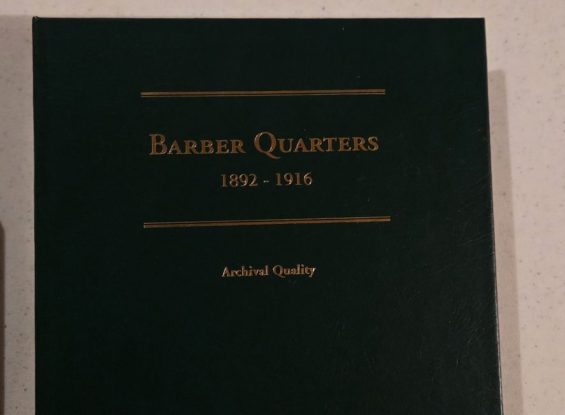 BARBER QUARTERS
1892 - 1916
Archival Quality